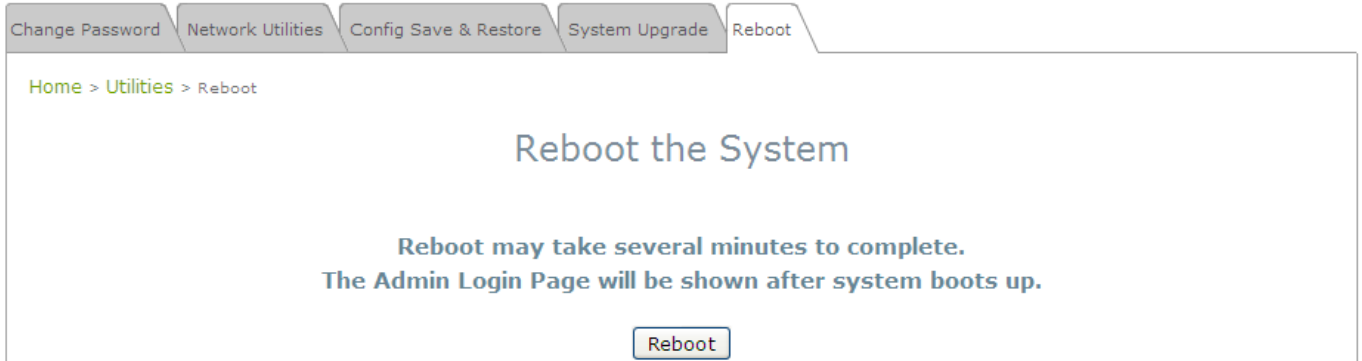 Change Password Network Utilities Config Save & Restore System Upgrade Reboot
Home > Utilities > Reboot
Reboot the System
Reboot may take several minutes to complete.
The Admin Login Page will be shown after system boots up.
Reboot